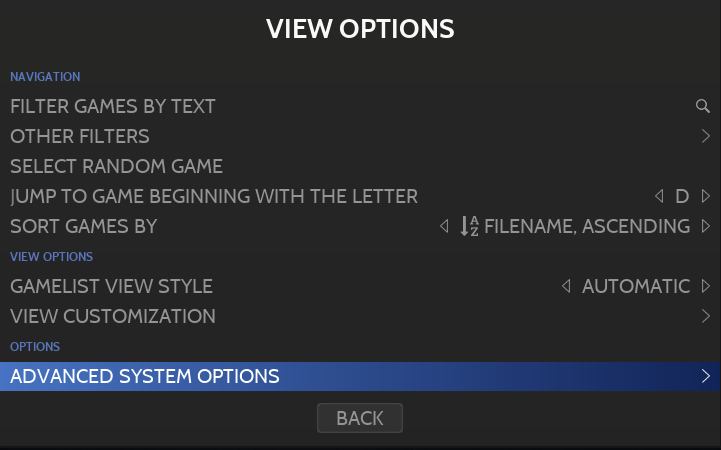 VIEW OPTIONS
NAVIGATION
FILTER GAMES BY TEXT
OTHER FILTERS
SELECT RANDOM GAME
JUMP TO GAME BEGINNING WITH THE LETTER D
SORT GAMES BY AZ FILENAME, ASCENDING
VIEW OPTIONS
GAMELIST VIEW STYLE AUTOMATIC
VIEW CUSTOMIZATION
OPTIONS
ADVANCED SYSTEM OPTIONS
BACK